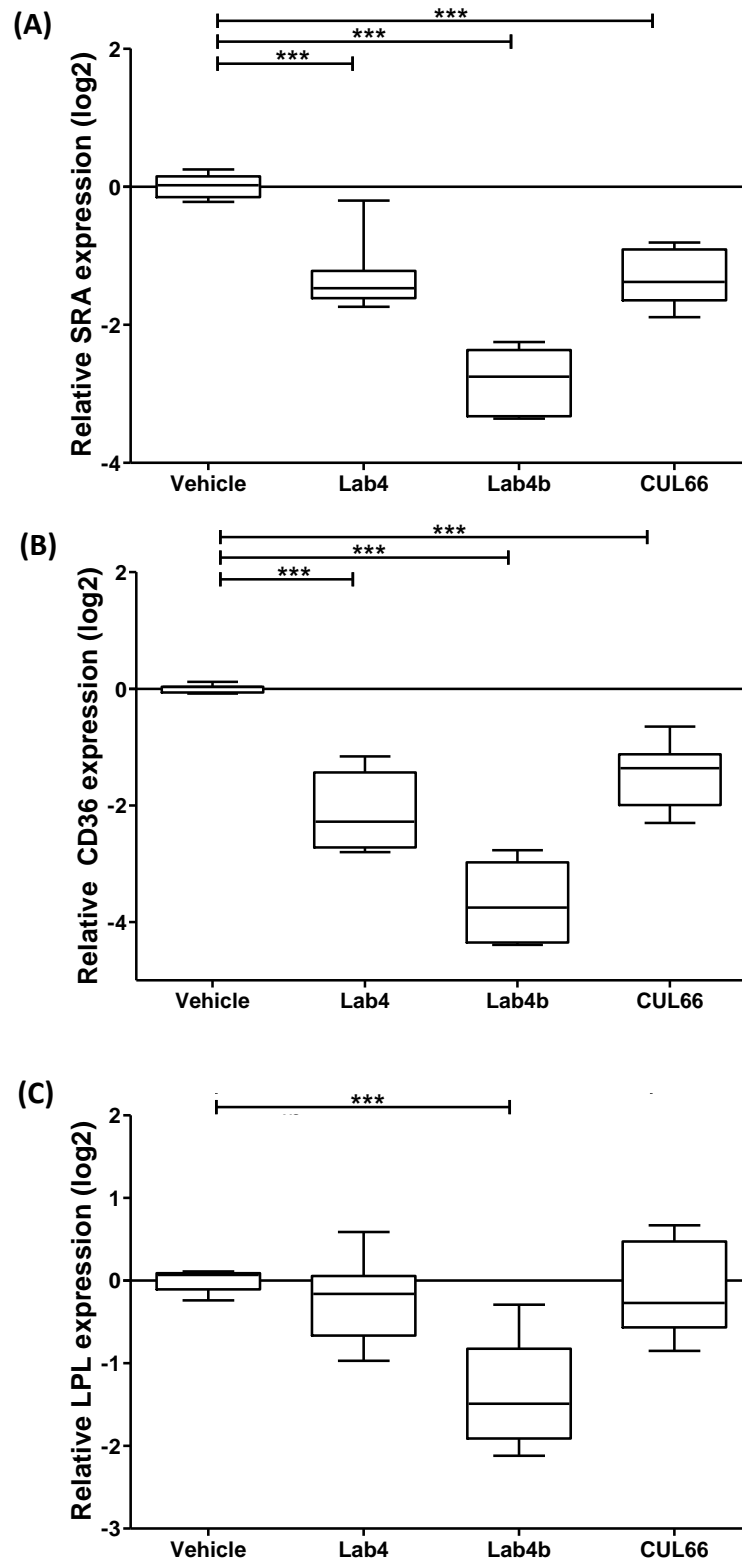 (A)
***
***
***
Relative SRA expression (log2)
2
0
-2
-4
Vehicle Lab4 Lab4b CUL66
(B)
***
***
***
Relative CD36 expression (log2)
2
0
-2
-4
Vehicle Lab4 Lab4b CUL66
(C)
***
Relative LPL expression (log2)
2
1
0
-1
-2
-3
Vehicle Lab4 Lab4b CUL66